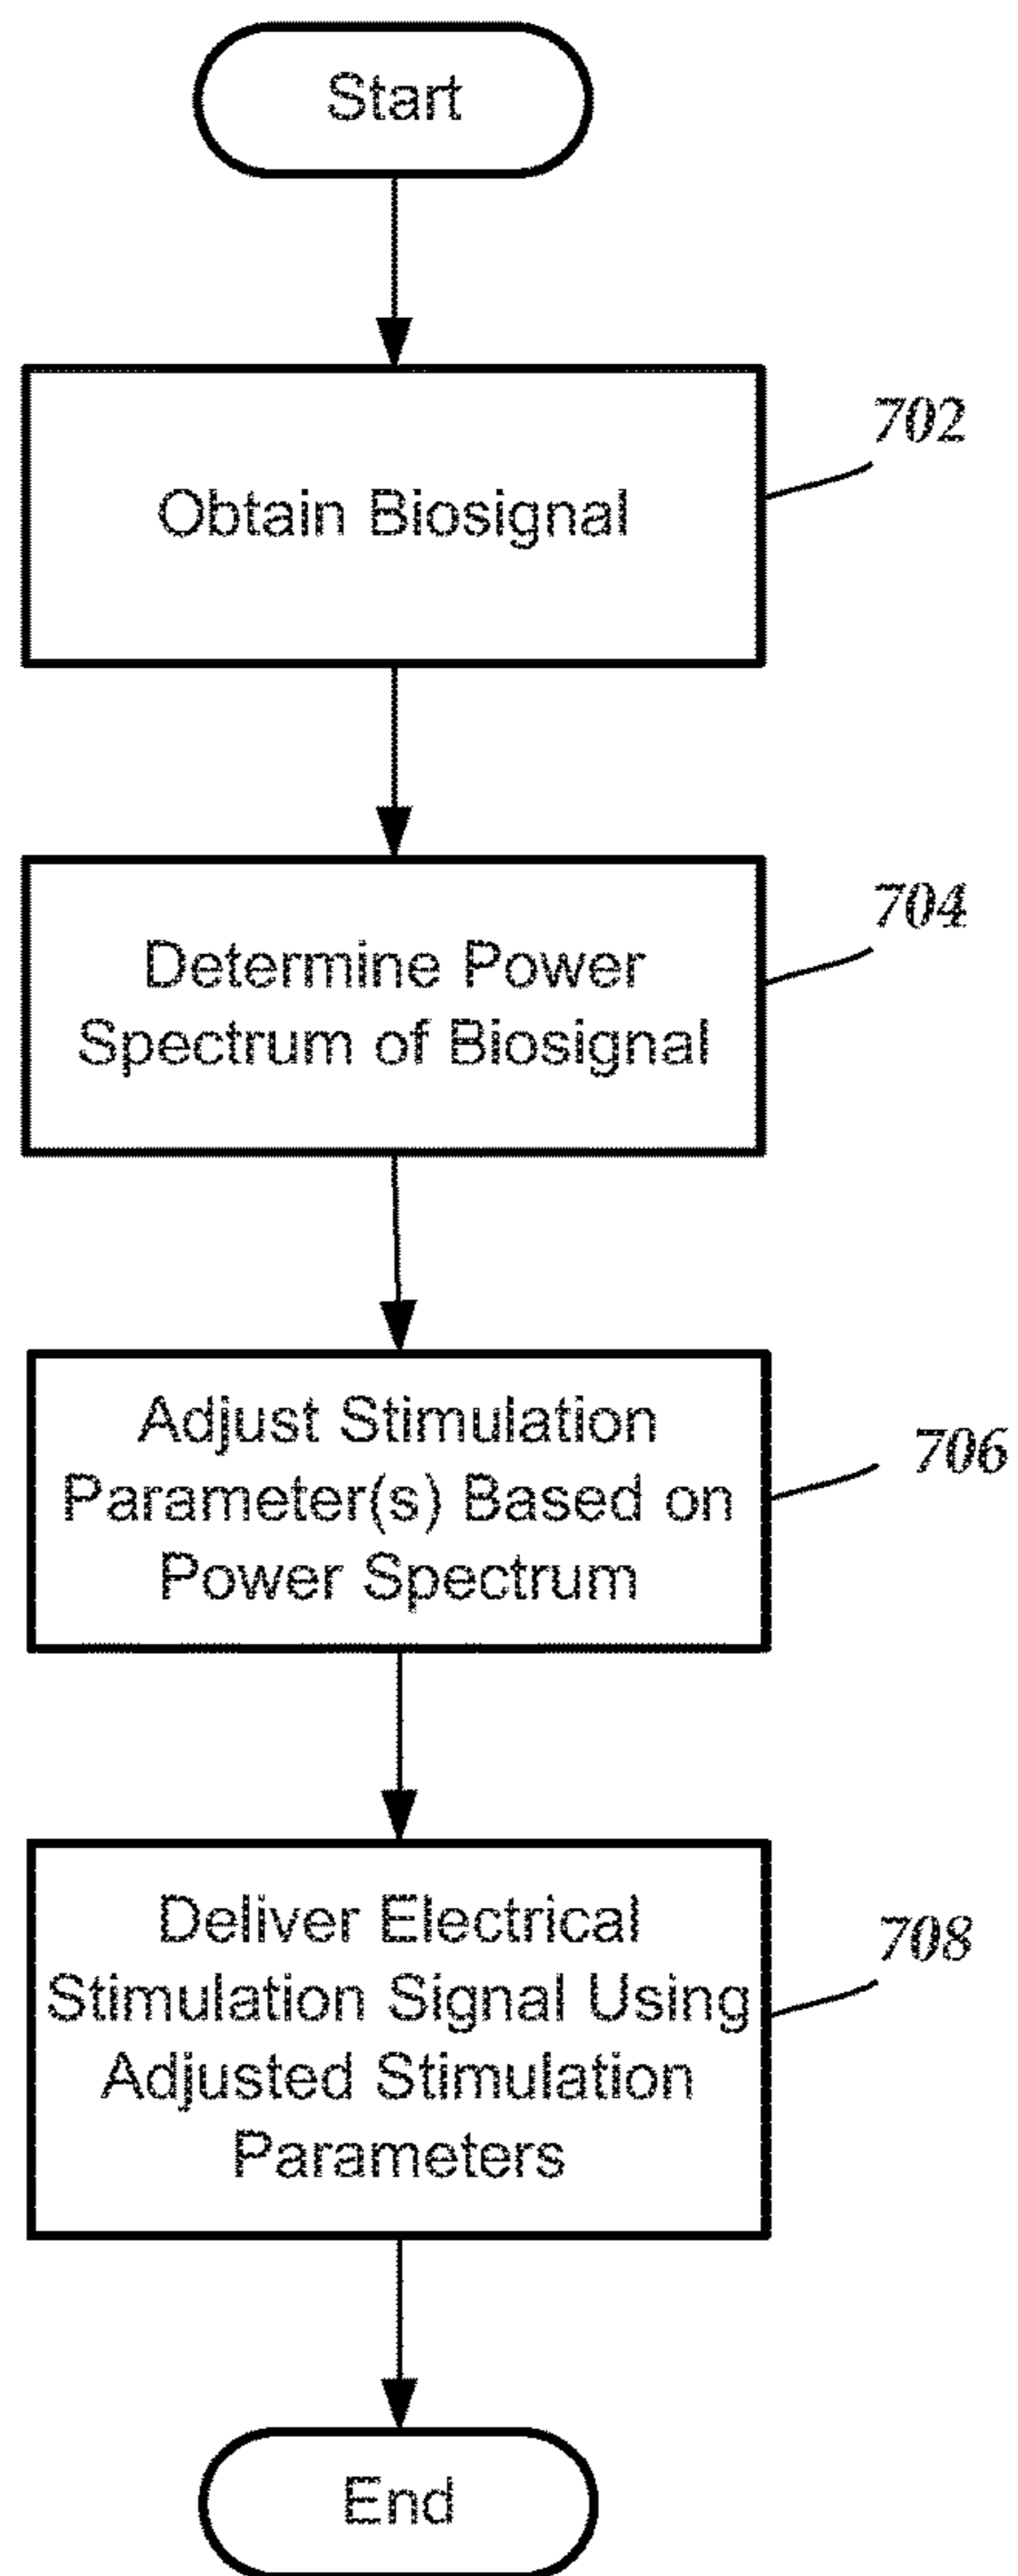 Start
702
Obtain Biosignal
704
Determine Power
Spectrum of Biosignal
Adjust Stimulation
706
Parameter(s) Based on
Power Spectrum
Deliver Electrical
708
Stimulation Signal Using
Adjusted Stimulation
Parameters
End